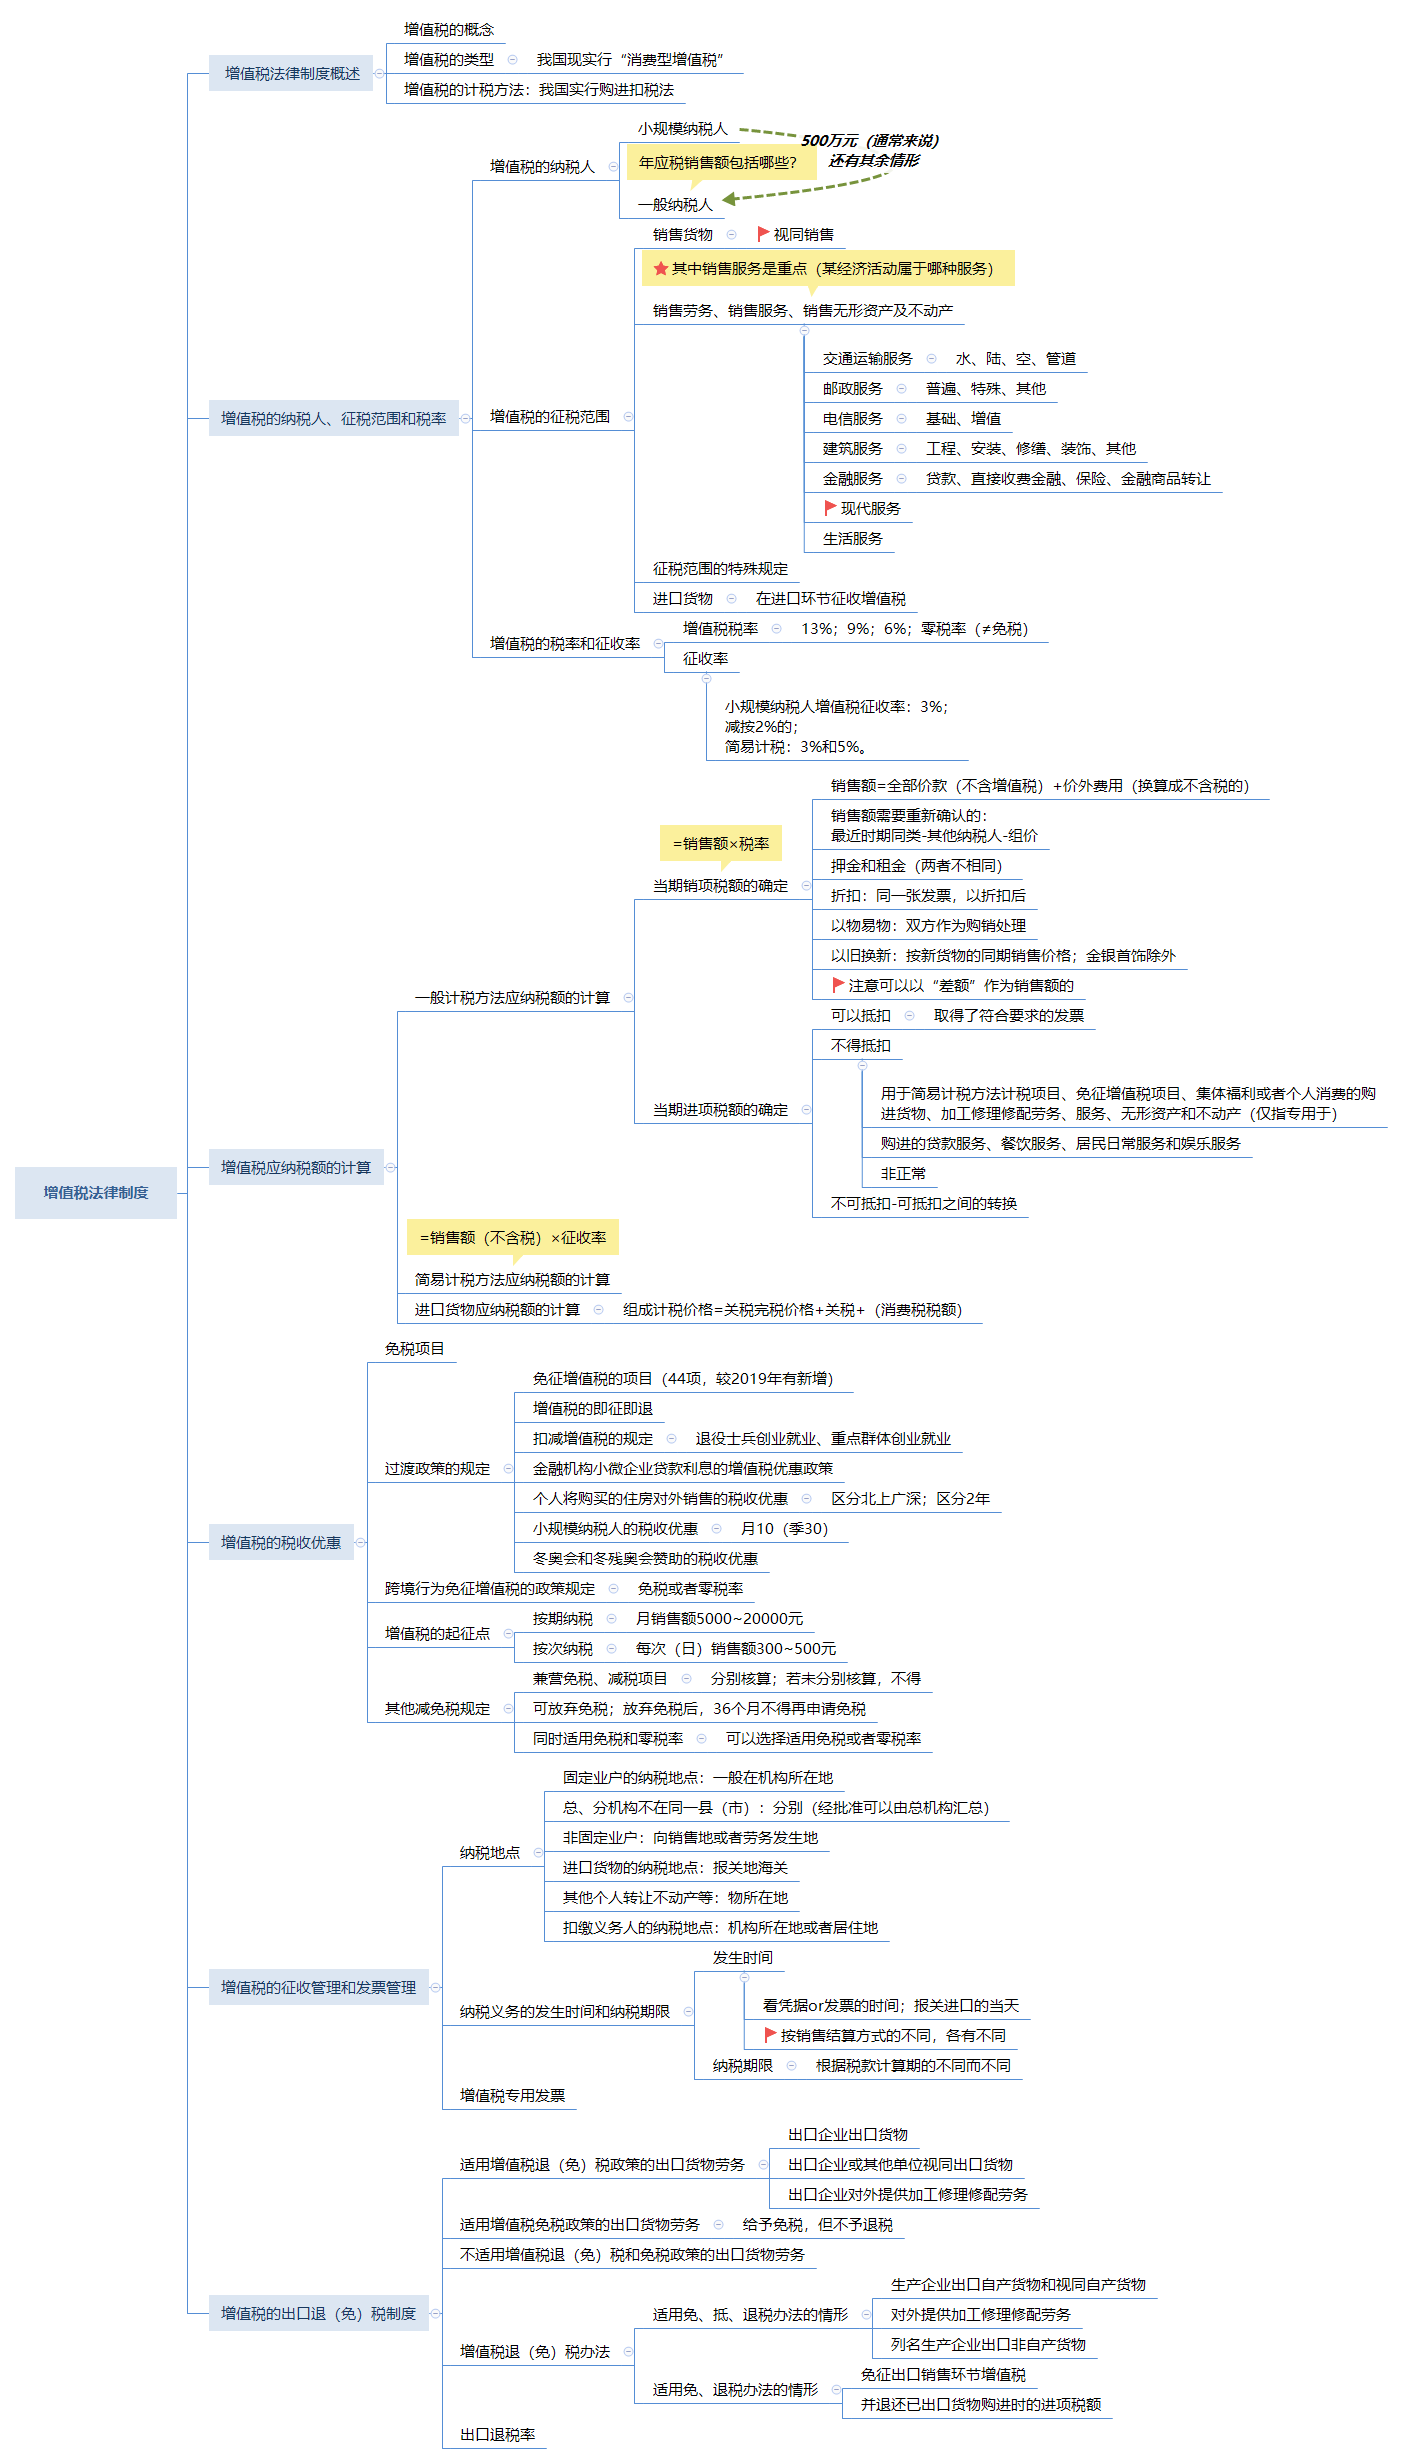 增值税法律制度
增值税法律制度概述
增值税的概念
增值税的类型
我国现实行“消费型增值税”
增值税的计税方法：我国实行购进扣税法
增值税的纳税人、征税范围和税率
增值税的纳税人
小规模纳税人
500万元（通常来说）
还有其余情形
年应税销售额包括哪些？
一般纳税人
增值税的征税范围
销售货物
视同销售
其中销售服务是重点（某经济活动属于哪种服务）
销售劳务、销售服务、销售无形资产及不动产
交通运输服务
水、陆、空、管道
邮政服务
普遍、特殊、其他
电信服务
基础、增值
建筑服务
工程、安装、修缮、装饰、其他
金融服务
贷款、直接收费金融、保险、金融商品转让
现代服务
生活服务
征税范围的特殊规定
进口货物
在进口环节征收增值税
增值税的税率和征收率
增值税税率
13%；9%；6%；零税率（≠免税）
征收率
小规模纳税人增值税征收率：3%；
减按2%的；
简易计税：3%和5%。
增值税应纳税额的计算
一般计税方法应纳税额的计算
=销售额×税率
当期销项税额的确定
销售额=全部价款（不含增值税）+价外费用（换算成不含税的）
销售额需要重新确认的：
最近时期同类-其他纳税人-组价
押金和租金（两者不相同）
折扣：同一张发票，以折扣后
以物易物：双方作为购销处理
以旧换新：按新货物的同期销售价格；金银首饰除外
注意可以以“差额”作为销售额的
当期进项税额的确定
可以抵扣
取得了符合要求的发票
不得抵扣
用于简易计税方法计税项目、免征增值税项目、集体福利或者个人消费的购
进货物、加工修理修配劳务、服务、无形资产和不动产（仅指专用于）
购进的贷款服务、餐饮服务、居民日常服务和娱乐服务
非正常
不可抵扣-可抵扣之间的转换
=销售额（不含税）×征收率
简易计税方法应纳税额的计算
进口货物应纳税额的计算
组成计税价格=关税完税价格+关税+（消费税税额）
增值税的税收优惠
免税项目
过渡政策的规定
免征增值税的项目（44项，较2019年有新增）
增值税的即征即退
扣减增值税的规定
退役士兵创业就业、重点群体创业就业
金融机构小微企业贷款利息的增值税优惠政策
个人将购买的住房对外销售的税收优惠
区分北上广深；区分2年
小规模纳税人的税收优惠
月10（季30）
冬奥会和冬残奥会赞助的税收优惠
跨境行为免征增值税的政策规定
免税或者零税率
增值税的起征点
按期纳税
月销售额5000~20000元
按次纳税
每次（日）销售额300~500元
其他减免税规定
兼营免税、减税项目
分别核算；若未分别核算，不得
可放弃免税；放弃免税后，36个月不得再申请免税
同时适用免税和零税率
可以选择适用免税或者零税率
增值税的征收管理和发票管理
纳税地点
固定业户的纳税地点：一般在机构所在地
总、分机构不在同一县（市）：分别（经批准可以由总机构汇总）
非固定业户：向销售地或者劳务发生地
进口货物的纳税地点：报关地海关
其他个人转让不动产等：物所在地
扣缴义务人的纳税地点：机构所在地或者居住地
纳税义务的发生时间和纳税期限
发生时间
看凭据or发票的时间；报关进口的当天
按销售结算方式的不同，各有不同
纳税期限
根据税款计算期的不同而不同
增值税专用发票
增值税的出口退（免）税制度
适用增值税退（免）税政策的出口货物劳务
出口企业出口货物
出口企业或其他单位视同出口货物
出口企业对外提供加工修理修配劳务
适用增值税免税政策的出口货物劳务
给予免税，但不予退税
不适用增值税退（免）税和免税政策的出口货物劳务
增值税退（免）税办法
适用免、抵、退税办法的情形
生产企业出口自产货物和视同自产货物
对外提供加工修理修配劳务
列名生产企业出口非自产货物
适用免、退税办法的情形
免征出口销售环节增值税
并退还已出口货物购进时的进项税额
出口退税率